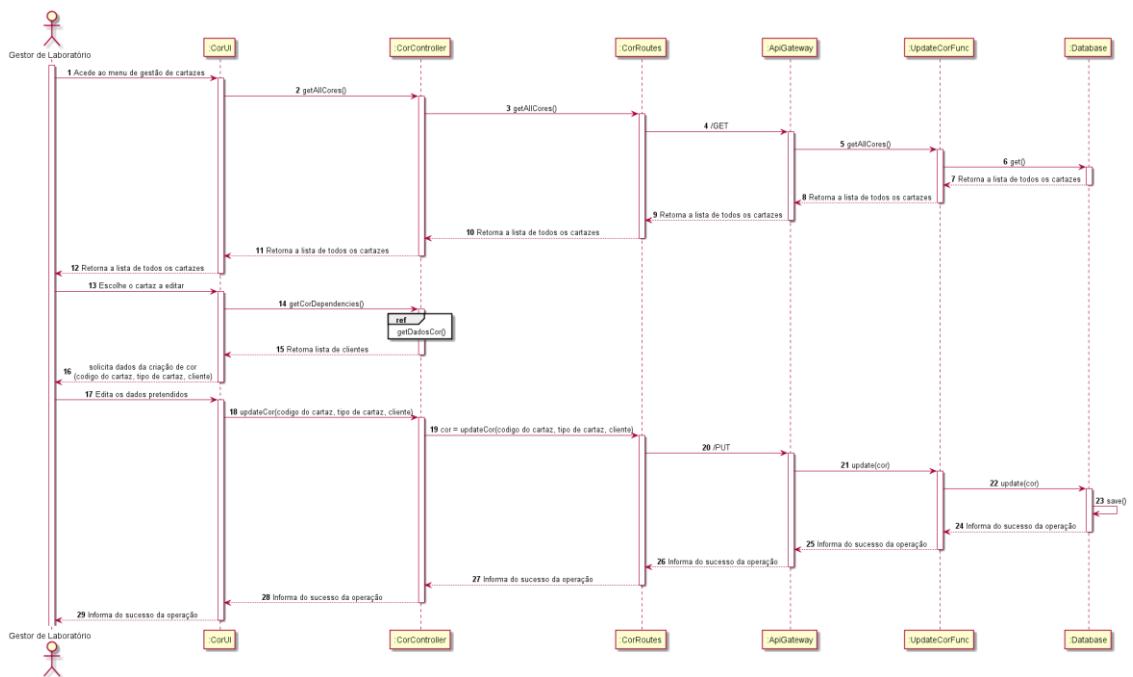 Gestor de Laboratório
:CorUI
:CorController
:CorRoutes
:ApiGateway
:UpdateCorFunc
:Database
1 Acede ao menu de gestão de cartazes
2 getAllCores()
3 getAllCores()
4 /GET
5 getAllCores()
6 get()
7 Retorna a lista de todos os cartazes
8 Retorna a lista de todos os cartazes
9 Retorna a lista de todos os cartazes
10 Retorna a lista de todos os cartazes
11 Retorna a lista de todos os cartazes
12 Retorna a lista de todos os cartazes
13 Escolhe o cartaz a editar
14 getCorDependencies()
ref
getDadosCor()
15 Retorna lista de clientes
16 solicita dados da criação de cor
(codigo do cartaz, tipo de cartaz, cliente)
17 Edita os dados pretendidos
18 updateCor(codigo do cartaz, tipo de cartaz, cliente)
19 cor = updateCor(codigo do cartaz, tipo de cartaz, cliente)
20 /PUT
21 update(cor)
22 update(cor)
23 save()
24 Informa do sucesso da operação
25 Informa do sucesso da operação
26 Informa do sucesso da operação
27 Informa do sucesso da operação
28 Informa do sucesso da operação
29 Informa do sucesso da operação
Gestor de Laboratório
:CorUI
:CorController
:CorRoutes
:ApiGateway
:UpdateCorFunc
:Database